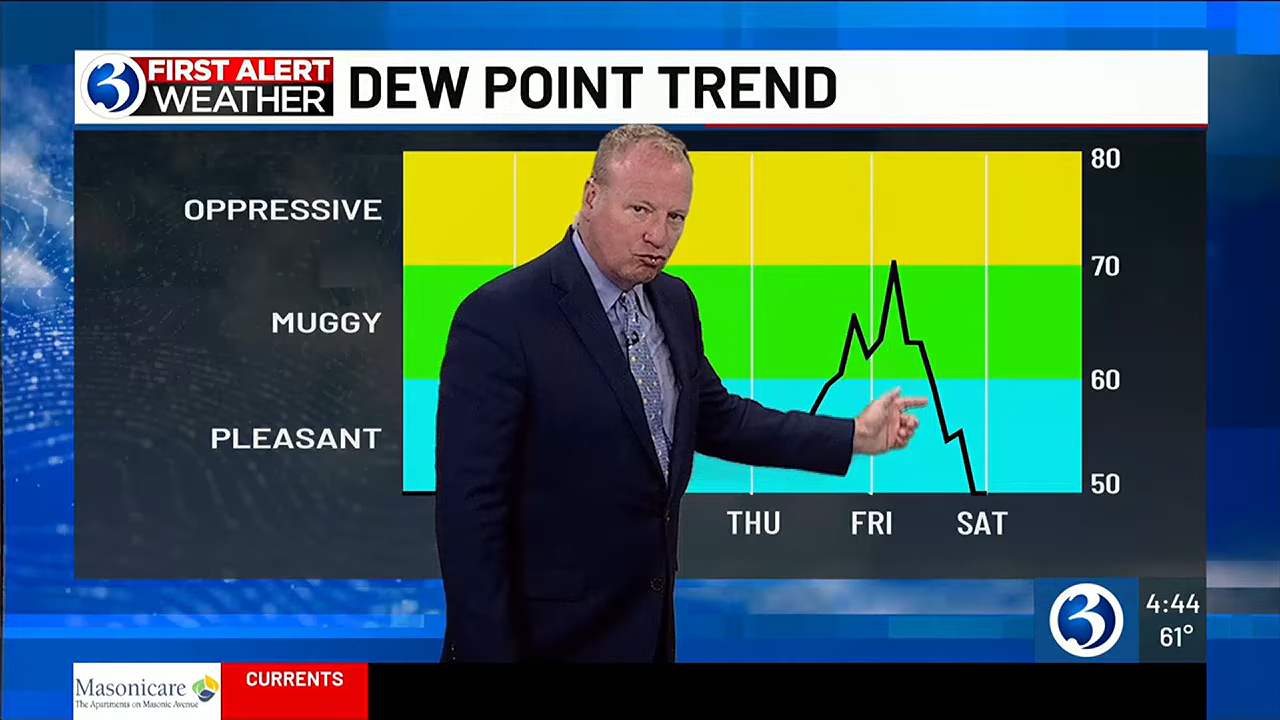 3 FIRST ALERT
WEATHER
DEW POINT TREND
OPPRESSIVE
MUGGY
PLEASANT
80
70
60
50
THU FRI SAT
3
4:44
61°
Masonicare
The Apartments on Masonic Avenue
CURRENTS